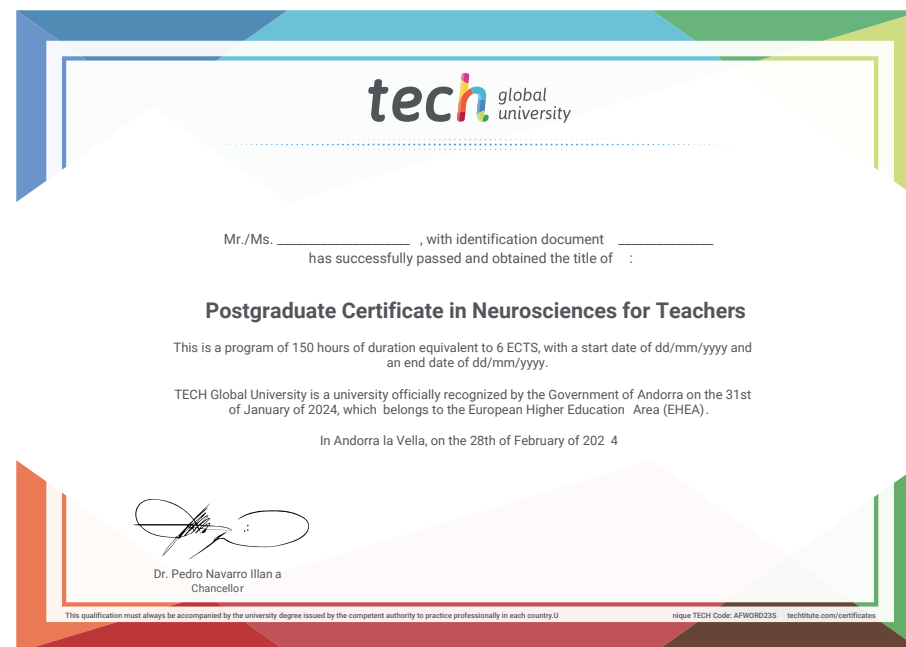 tech global
university
Mr./Ms. _____________________ , with identification document _______________
has successfully passed and obtained the title of :
Postgraduate Certificate in Neurosciences for Teachers
This is a program of 150 hours of duration equivalent to 6 ECTS, with a start date of dd/mm/yyyy and
an end date of dd/mm/yyyy.
TECH Global University is a university officially recognized by the Government of Andorra on the 31st
of January of 2024, which belongs to the European Higher Education Area (EHEA).
In Andorra la Vella, on the 28th of February of 202 4
Dr. Pedro Navarro Illan a
Chancellor
This qualification must always be accompanied by the university degree issued by the competent authority to practice professionally in each country.U nique TECH Code: AFWORD23S techtitute.com/certificates